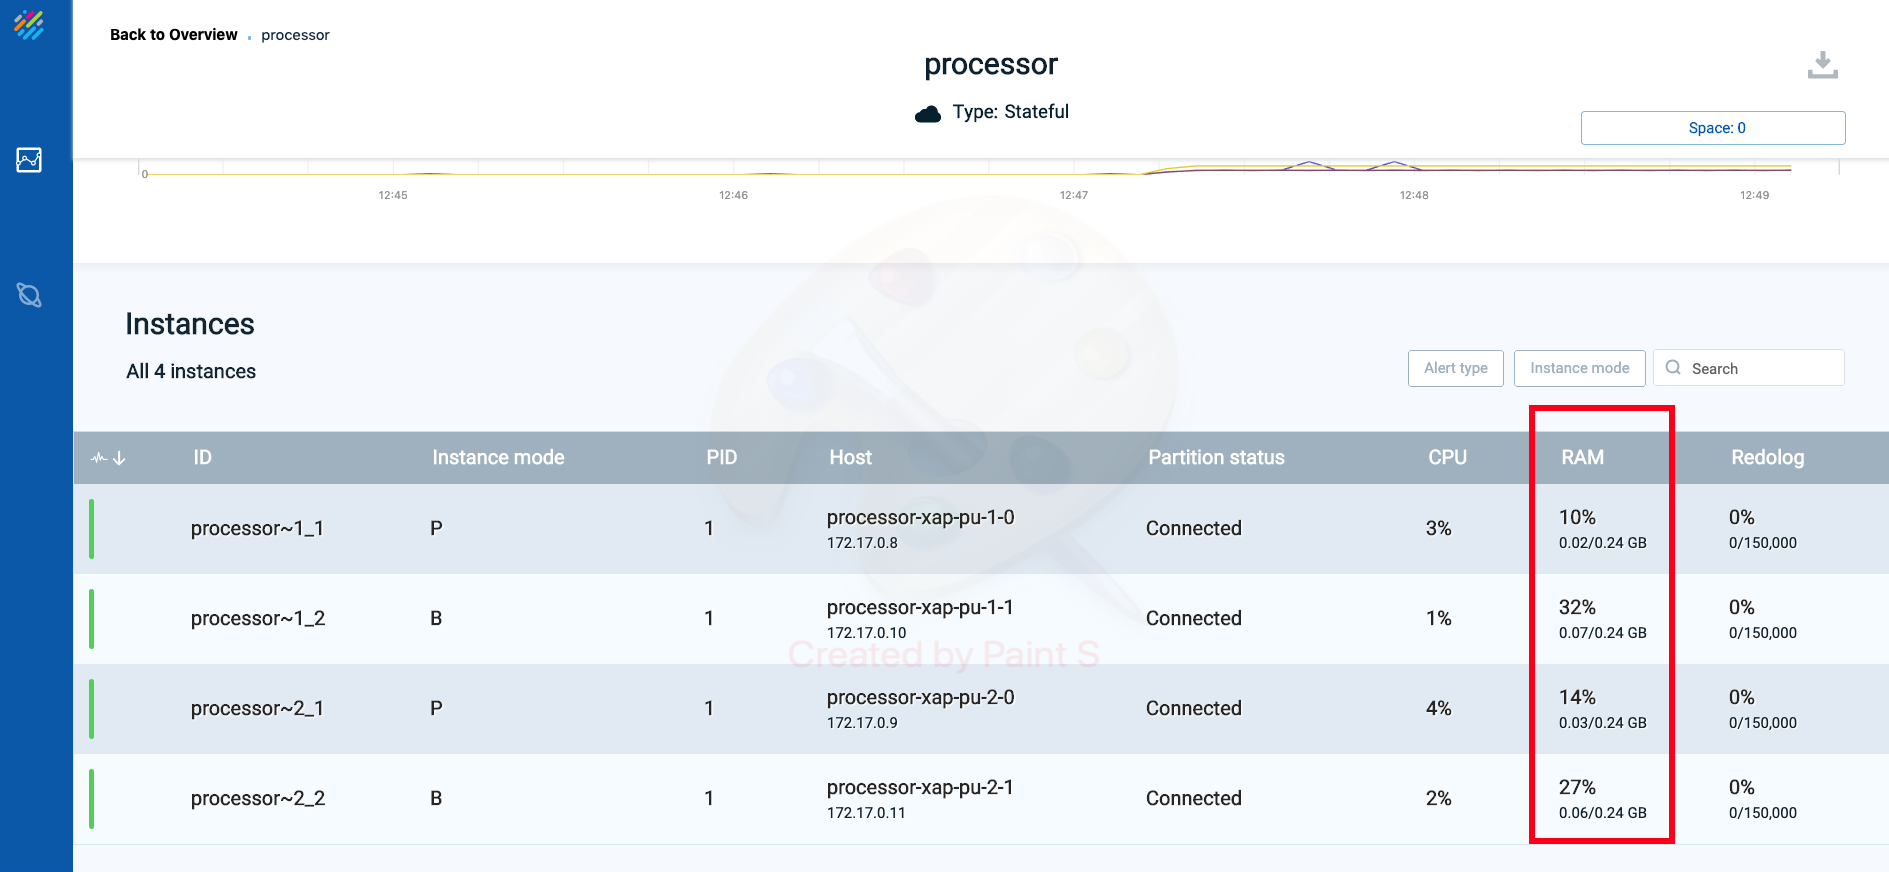 Back to Overview . processor
processor
Type: Stateful
Space: 0
0
12:45 12:46 12:47 12:48 12:49
Instances
All 4 instances
Alert type Instance mode Search
ID Instance mode PID Host Partition status CPU RAM Redolog
processor~1_1 P 1 processor-xap-pu-1-0 Connected 3% 10% 0%
172.17.0.8 0.02/0.24 GB 0/150,000
processor~1_2 B 1 processor-xap-pu-1-1 Connected 1% 32% 0%
172.17.0.10 0.07/0.24 GB 0/150,000
Created by Paint S
processor~2_1 P 1 processor-xap-pu-2-0 Connected 4% 14% 0%
172.17.0.9 0.03/0.24 GB 0/150,000
processor~2_2 B 1 processor-xap-pu-2-1 Connected 2% 27% 0%
172.17.0.11 0.06/0.24 GB 0/150,000